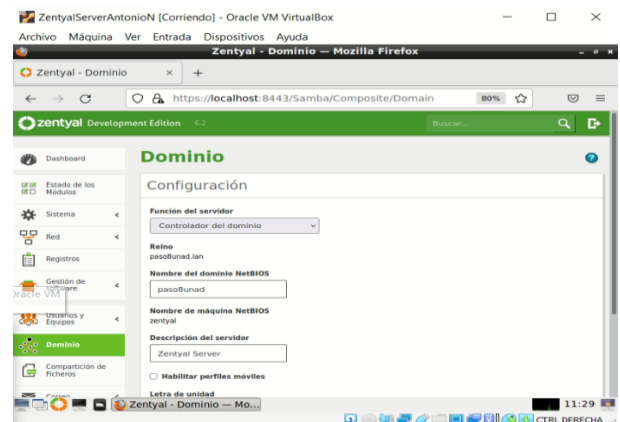 ZentyalServerAntonioN [Corriendo] - Oracle VM VirtualBox
Archivo Máquina Ver Entrada Dispositivos Ayuda
Zentyal - Dominio — Mozilla Firefox
Zentyal - Dominio
https://localhost:8443/Samba/Composite/Domain 80%
zentyal Development Edition 6.2 Buscar...
Dashboard
Estado de los
Módulos
Sistema
Red
Registros
Gestión de
software
Oracle VM
Usuarios y
Equipos
Dominio
Compartición de
Ficheros
Dominio
Configuración
Función del servidor
Controlador del dominio
Reino
paso8unad.lan
Nombre del dominio NetBIOS
paso8unad
Nombre de máquina NetBIOS
zentyal
Descripción del servidor
Zentyal Server
Habilitar perfiles móviles
Letra de unidad
Zentyal - Dominio — Mo...
11:29
CTRL DERECHA